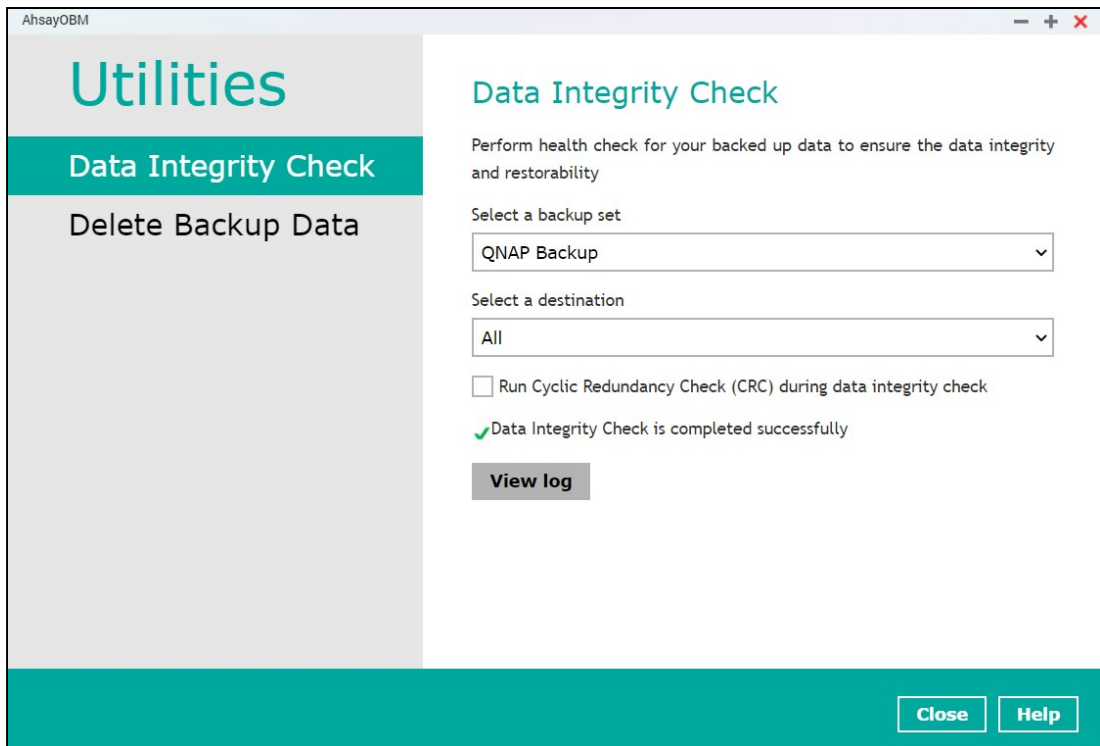 AhsayOBM
Utilities
Data Integrity Check
Delete Backup Data
Data Integrity Check
Perform health check for your backed up data to ensure the data integrity
and restorability
Select a backup set
QNAP Backup
Select a destination
All
Run Cyclic Redundancy Check (CRC) during data integrity check
Data Integrity Check is completed successfully
View log
Close
Help